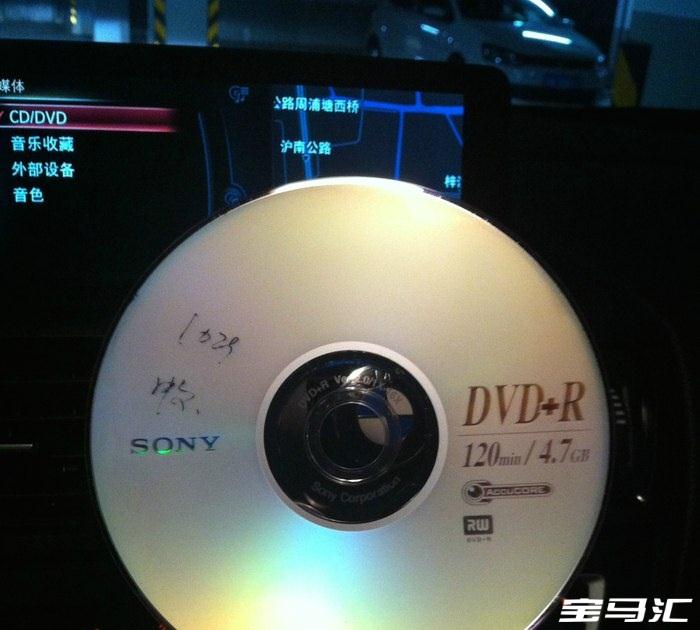 媒体
CD/DVD
音乐收藏
外部设备
音色
公路周浦塘西桥
沪南公路
SONY
DVD+R
120min/4.7GB
AccuCORE
RW
DVD+R
Sony Corporation
宝马汇